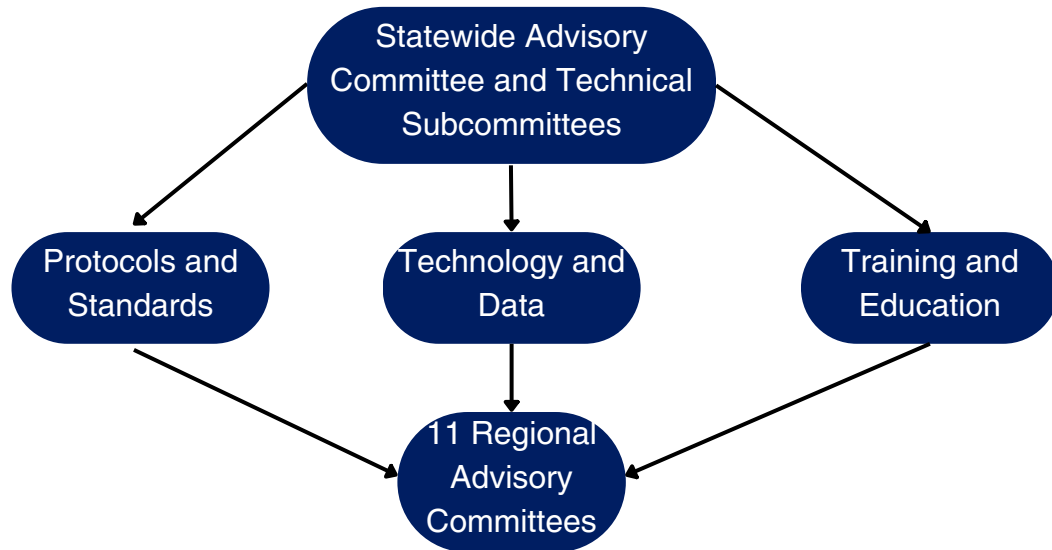 Statewide Advisory
Committee and Technical
Subcommittees
Protocols and
Standards
Technology and
Data
Training and
Education
11 Regional
Advisory
Committees